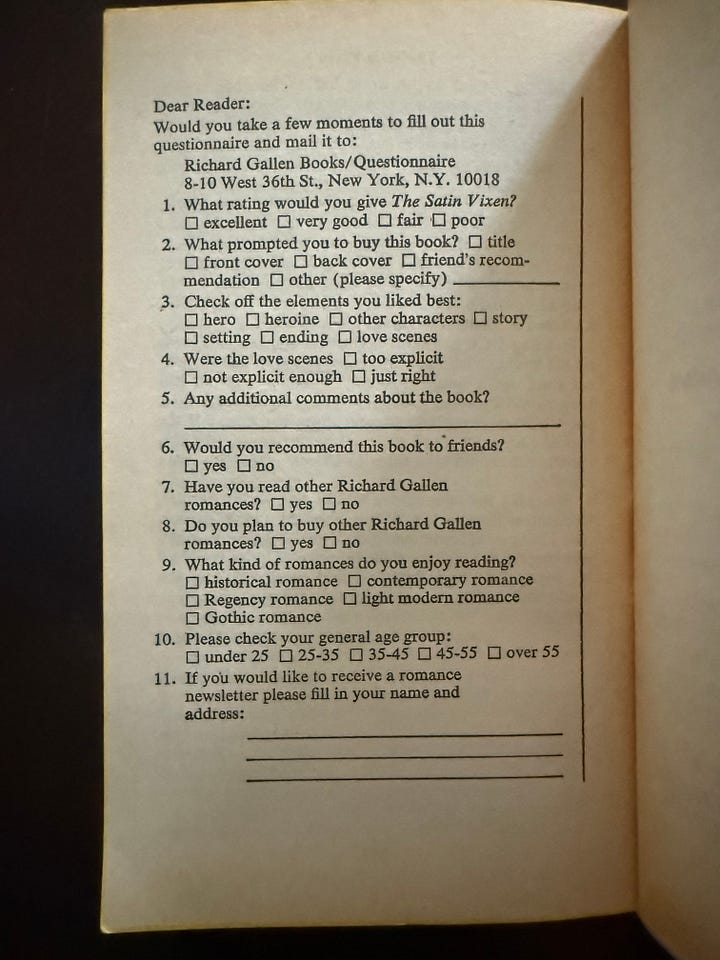 Dear Reader:
Would you take a few moments to fill out this
questionnaire and mail it to:
Richard Gallen Books/Questionnaire
8-10 West 36th St., New York, N.Y. 10018
1. What rating would you give The Satin Vixen?
☐ excellent ☐ very good ☐ fair ☐ poor
2. What prompted you to buy this book? ☐ title
☐ front cover ☐ back cover ☐ friend's recom-
mendation ☐ other (please specify) ____________
3. Check off the elements you liked best:
☐ hero ☐ heroine ☐ other characters ☐ story
☐ setting ☐ ending ☐ love scenes
4. Were the love scenes ☐ too explicit
☐ not explicit enough ☐ just right
5. Any additional comments about the book?
6. Would you recommend this book to friends?
☐ yes ☐ no
7. Have you read other Richard Gallen
romances? ☐ yes ☐ no
8. Do you plan to buy other Richard Gallen
romances? ☐ yes ☐ no
9. What kind of romances do you enjoy reading?
☐ historical romance ☐ contemporary romance
☐ Regency romance ☐ light modern romance
☐ Gothic romance
10. Please check your general age group:
☐ under 25 ☐ 25-35 ☐ 35-45 ☐ 45-55 ☐ over 55
11. If you would like to receive a romance
newsletter please fill in your name and
address: